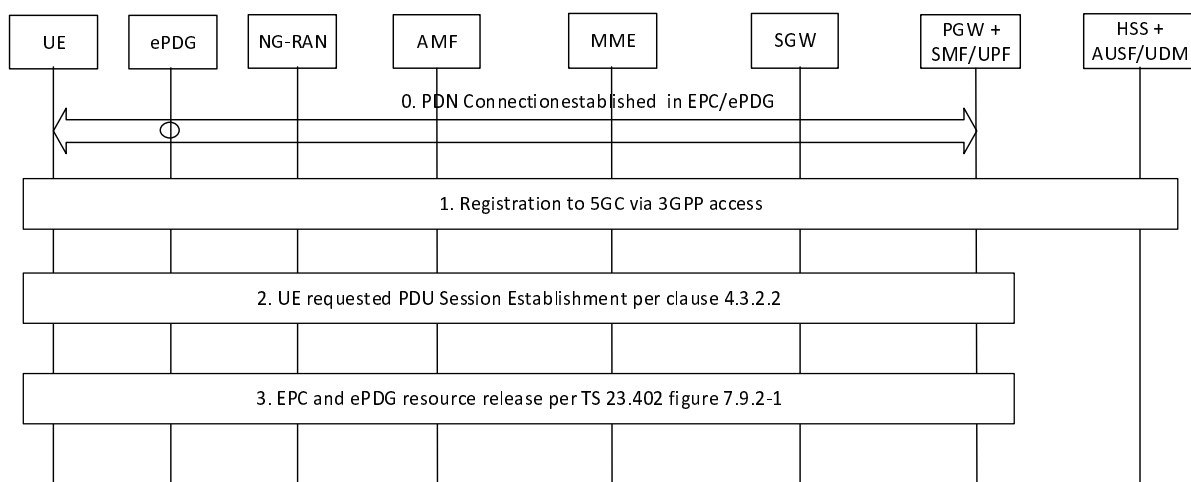 UE
ePDG
NG-RAN
AMF
MME
SGW
PGW +
SMF/UPF
HSS +
AUSF/UDM
0. PDN Connectionestablished in EPC/ePDG
1. Registration to 5GC via 3GPP access
2. UE requested PDU Session Establishment per clause 4.3.2.2
3. EPC and ePDG resource release per TS 23.402 figure 7.9.2-1